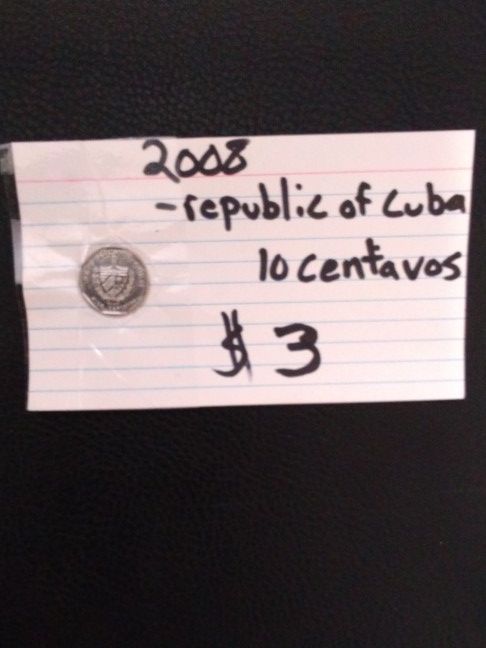 2008
-republic of Cuba
10 centavos
$3